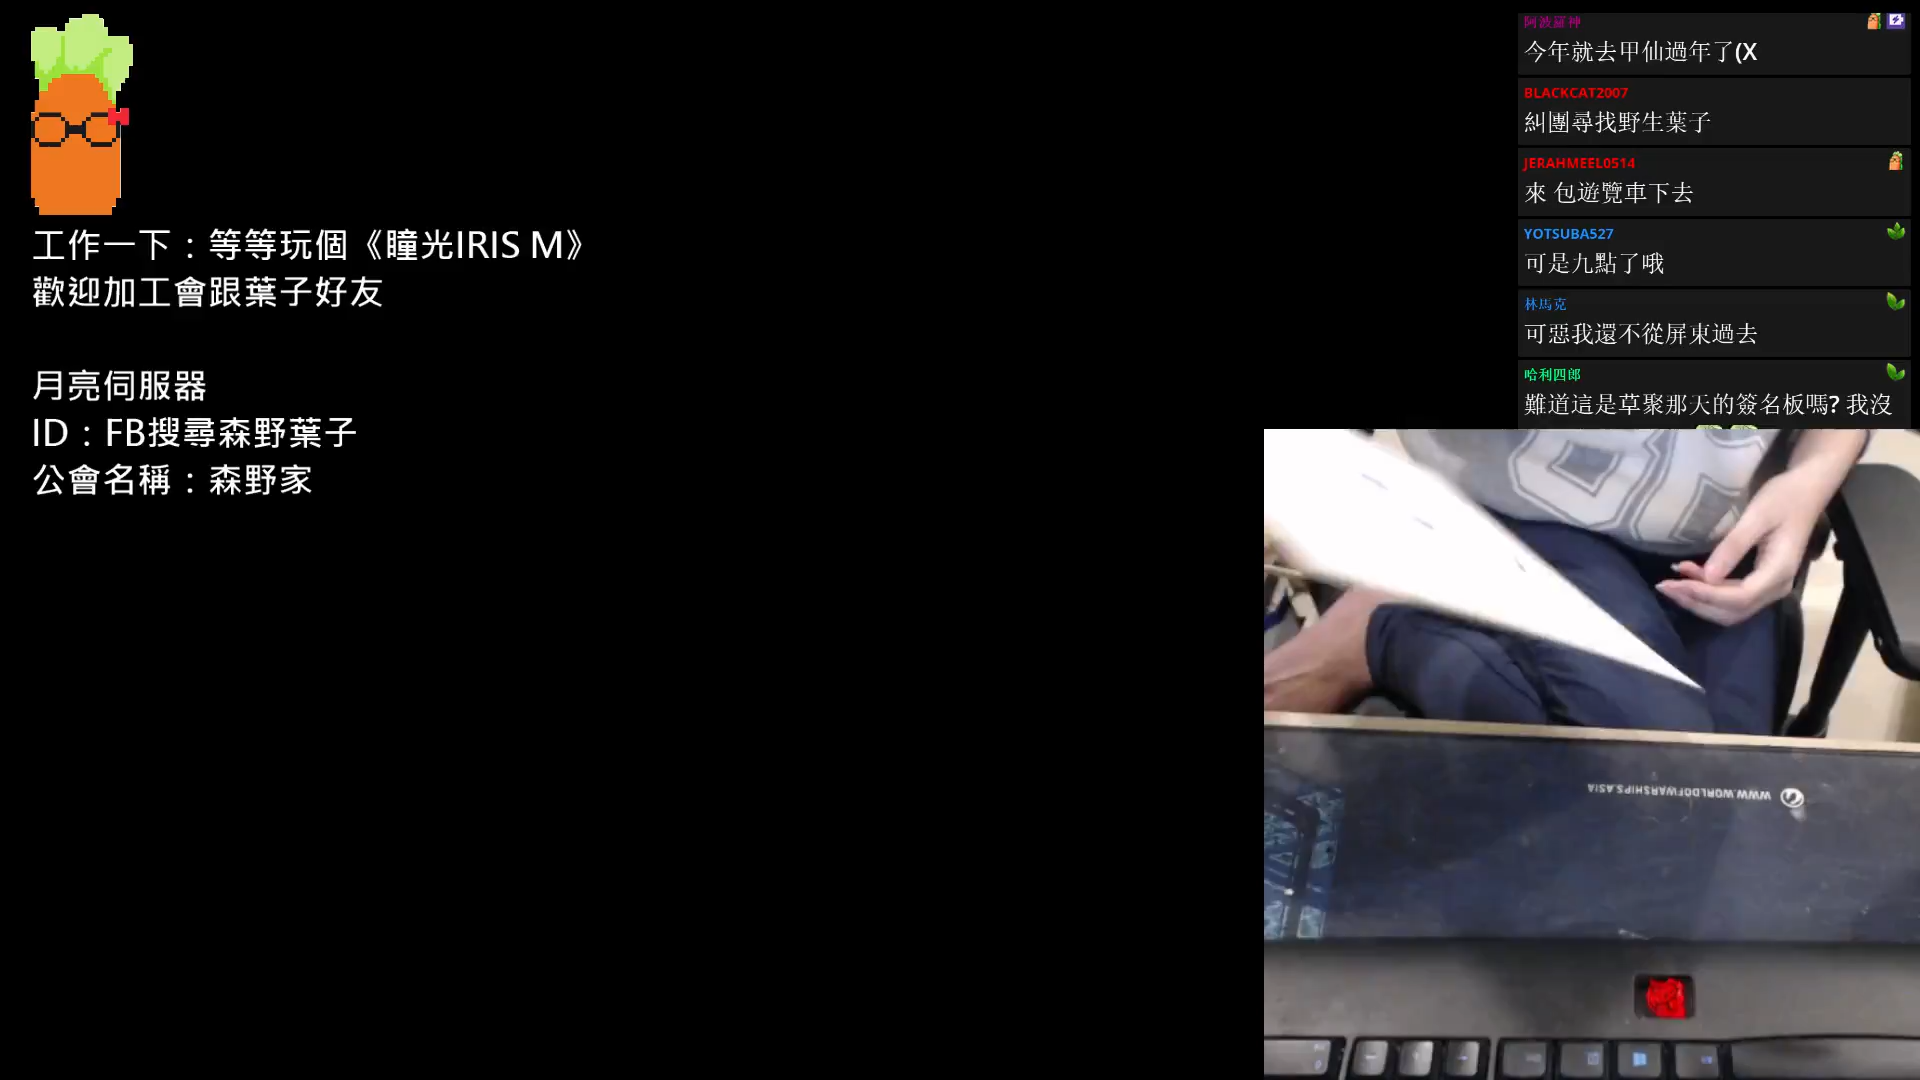 工作一下：等等玩個《瞳光IRIS M》
歡迎加工會跟葉子好友
月亮伺服器
ID：FB搜尋森野葉子
公會名稱：森野家
阿波羅神
今年就去甲仙過年了(X
BLACKCAT2007
糾團尋找野生葉子
JERAHMEEL0514
來 包遊覽車下去
YOTSUBA527
可是九點了哦
林馬克
可惡我還不從屏東過去
哈利四郎
難道這是草聚那天的簽名板嗎? 我沒
WWW.WORLDOFWARSHIPS.ASIA